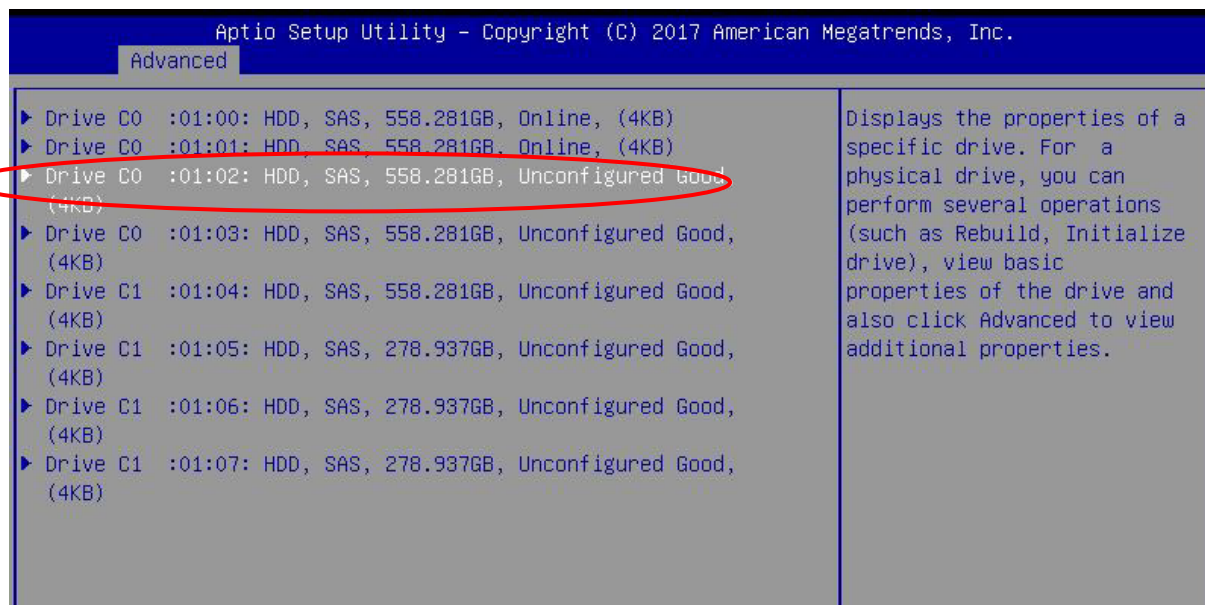 Aptio Setup Utility – Copyright (C) 2017 American Megatrends, Inc.
Advanced
Drive C0 :01:00: HDD, SAS, 558.281GB, Online, (4KB)
Drive C0 :01:01: HDD, SAS, 558.281GB, Online, (4KB)
Drive C0 :01:02: HDD, SAS, 558.281GB, Unconfigured Good,
(4KB)
Drive C0 :01:03: HDD, SAS, 558.281GB, Unconfigured Good,
(4KB)
Drive C1 :01:04: HDD, SAS, 558.281GB, Unconfigured Good,
(4KB)
Drive C1 :01:05: HDD, SAS, 278.937GB, Unconfigured Good,
(4KB)
Drive C1 :01:06: HDD, SAS, 278.937GB, Unconfigured Good,
(4KB)
Drive C1 :01:07: HDD, SAS, 278.937GB, Unconfigured Good,
(4KB)
Displays the properties of a
specific drive. For a
physical drive, you can
perform several operations
(such as Rebuild, Initialize
drive), view basic
properties of the drive and
also click Advanced to view
additional properties.